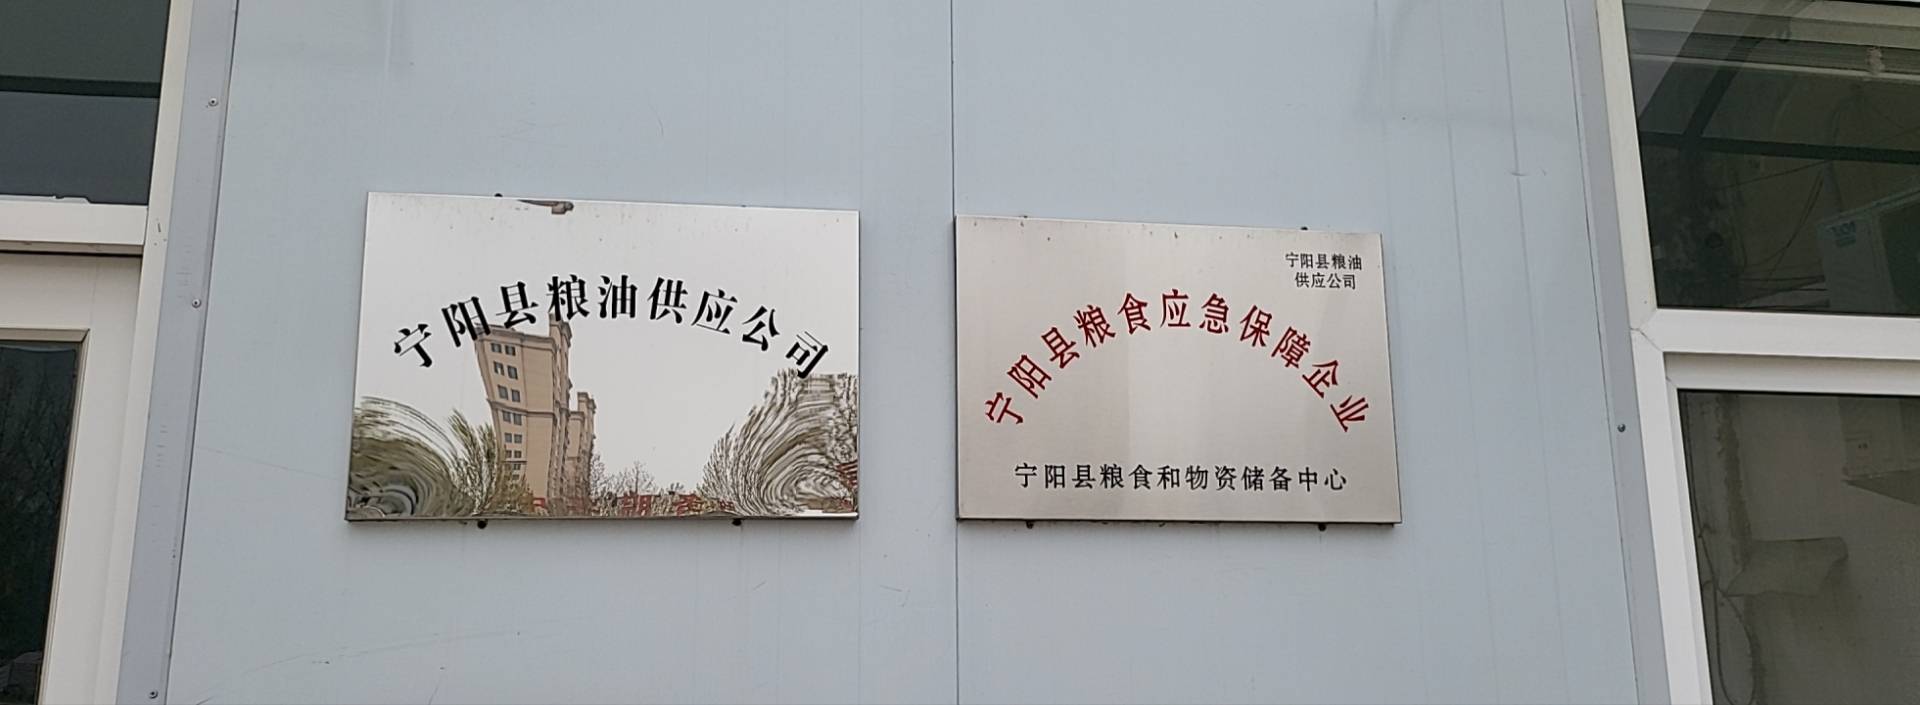 宁阳县粮油供应公司
宁阳县粮油
供应公司
宁阳县粮食应急保障企业
宁阳县粮食和物资储备中心